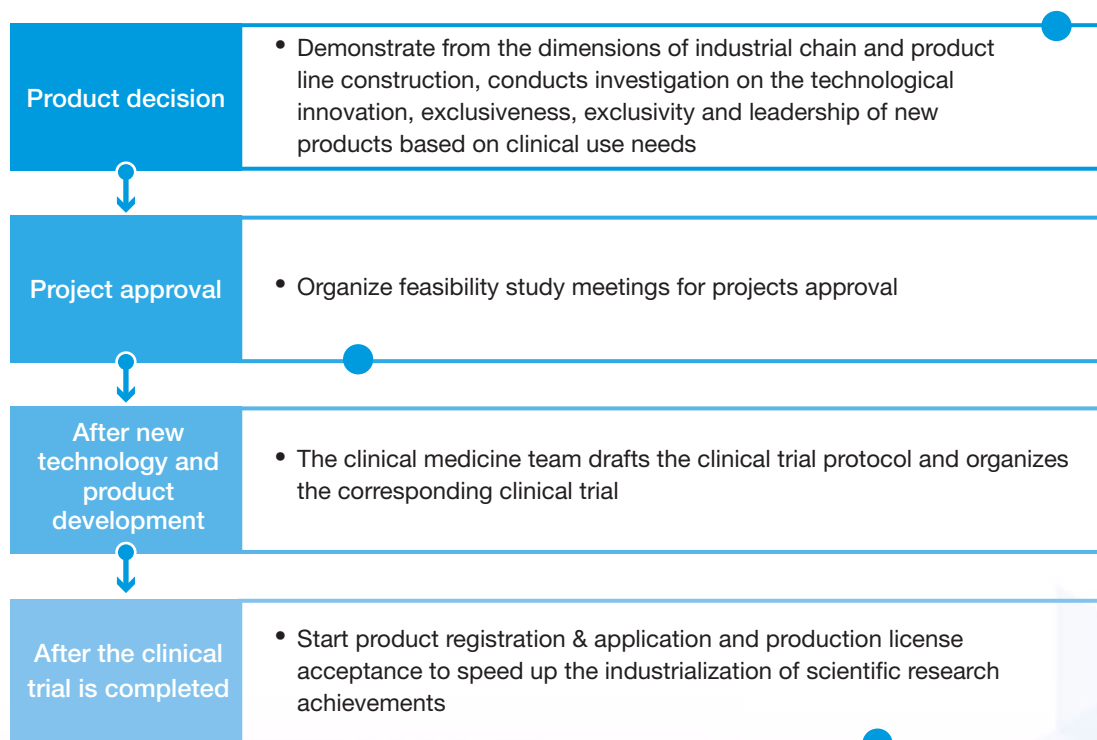 Product decision
• Demonstrate from the dimensions of industrial chain and product
line construction, conducts investigation on the technological
innovation, exclusiveness, exclusivity and leadership of new
products based on clinical use needs
Project approval
• Organize feasibility study meetings for projects approval
After new
technology and
product
development
• The clinical medicine team drafts the clinical trial protocol and organizes
the corresponding clinical trial
After the clinical
trial is completed
• Start product registration & application and production license
acceptance to speed up the industrialization of scientific research
achievements